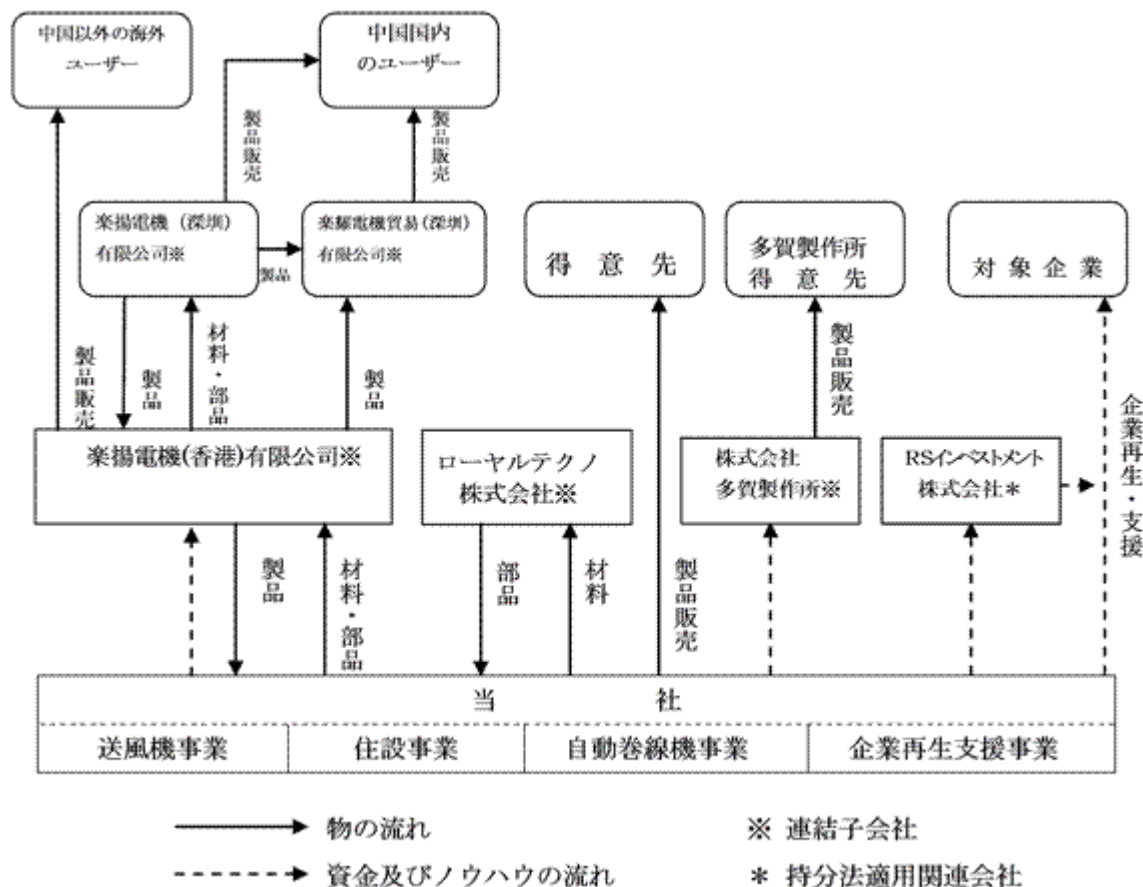 中国以外の海外
ユーザー
中国国内
のユーザー
製品販売
製品販売
楽揚電機(深圳)
有限公司※
製品
楽耀電機貿易(深圳)
有限公司※
得意先
多賀製作所
得意先
対象企業
製品販売
製品
材料・部品
製品
製品販売
企業再生・支援
楽揚電機(香港)有限公司※
ローヤルテクノ
株式会社※
株式会社
多賀製作所※
RSインベストメント
株式会社*
製品
材料・部品
部品
材料
製品販売
当社
送風機事業
住設事業
自動巻線機事業
企業再生支援事業
物の流れ
※ 連結子会社
資金及びノウハウの流れ
* 持分法適用関連会社